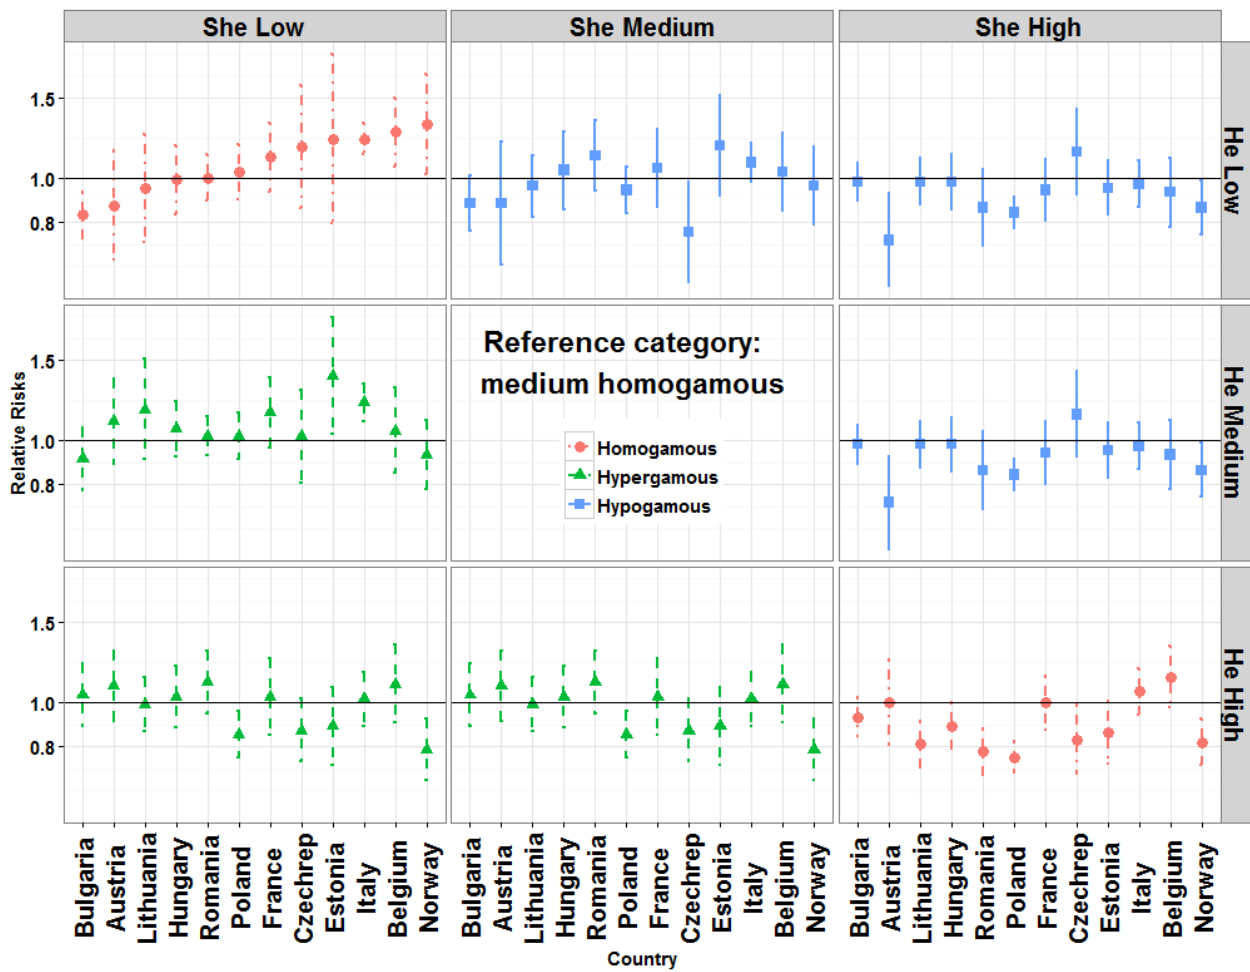 She Low
She Medium
She High
1.5
1.0
0.8
He Low
1.5
1.0
0.8
Reference category:
medium homogamous
Homogamous
Hypergamous
Hypogamous
He Medium
Relative Risks
1.5
1.0
0.8
He High
Bulgaria
Austria
Lithuania
Hungary
Romania
Poland
France
Czechrep
Estonia
Italy
Belgium
Norway
Bulgaria
Austria
Lithuania
Hungary
Romania
Poland
France
Czechrep
Estonia
Italy
Belgium
Norway
Bulgaria
Austria
Lithuania
Hungary
Romania
Poland
France
Czechrep
Estonia
Italy
Belgium
Norway
Country